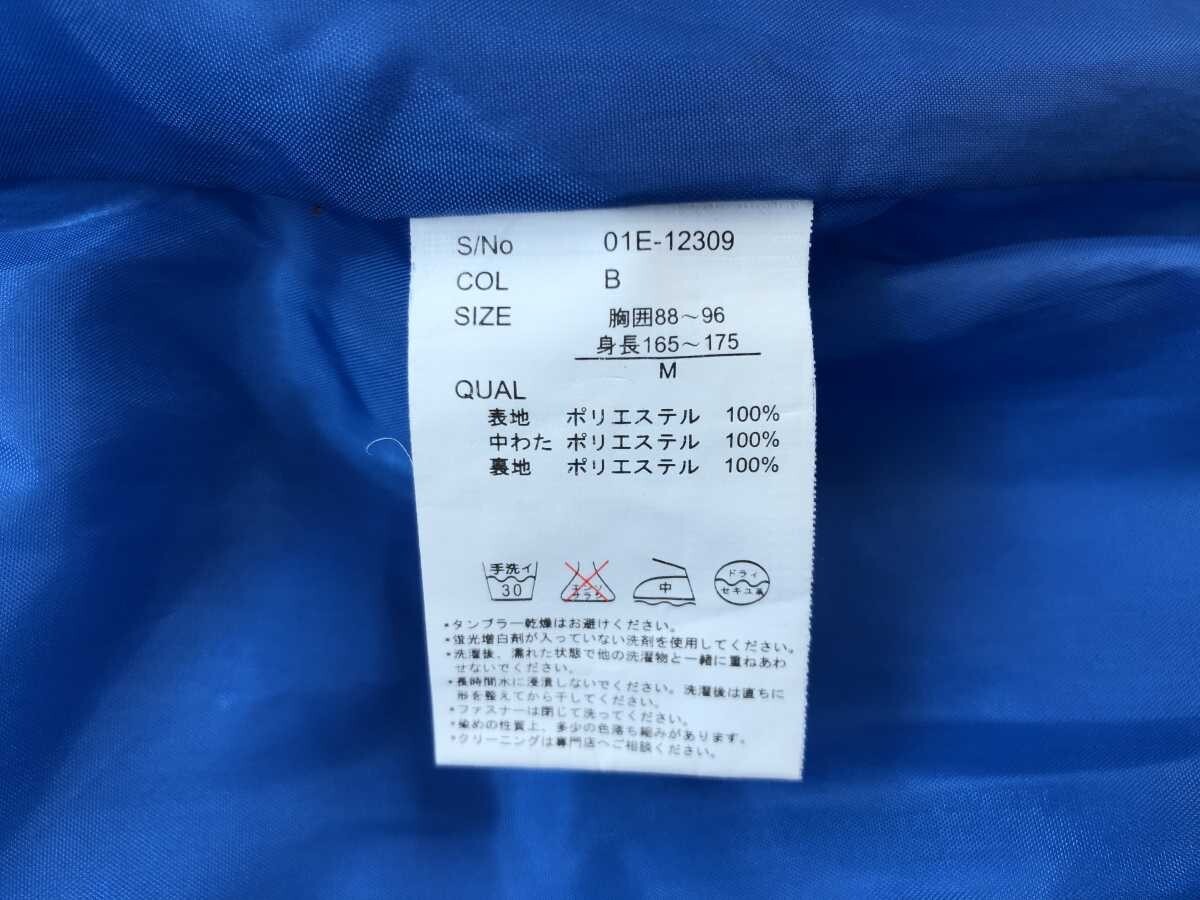 S/No 01E-12309
COL B
SIZE 胸囲88～96
身長165～175
M
QUAL
表地 ポリエステル 100%
中わた ポリエステル 100%
裏地 ポリエステル 100%
手洗イ 30
中
ドライ
セキユ系
*タンブラー乾燥はお避けください。
*蛍光増白剤が入っていない洗剤を使用してください。
*洗濯後、濡れた状態で他の洗濯物と一緒に重ねあわ
せないでください。
*長時間水に浸漬しないでください。洗濯後は直ちに
形を整えてから干してください。
*ファスナーは閉じて洗ってください。
*染めの性質上、多少の色落ち縮みがあります。
*クリーニングは専門店へご相談ください。